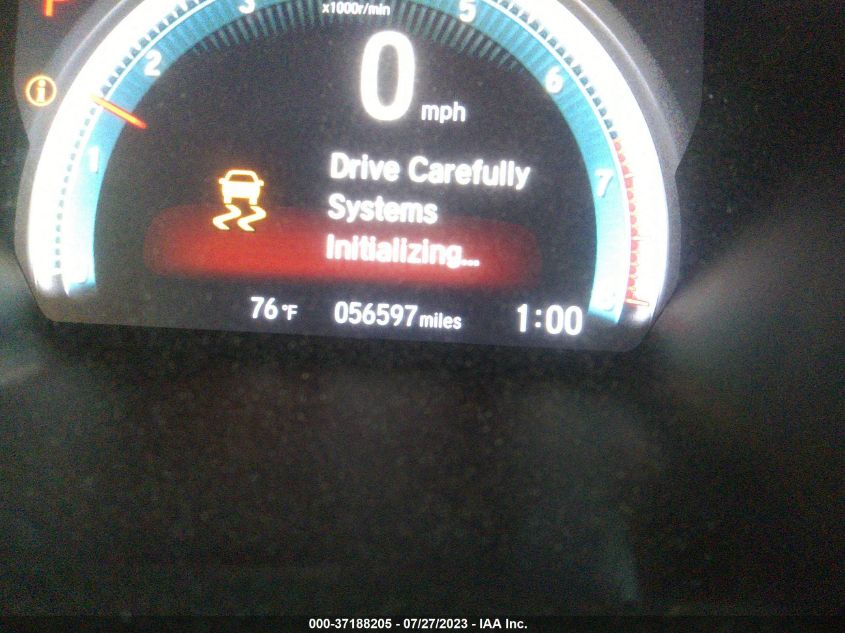 3
x1000r/min
5
2
0
6
mph
1
Drive Carefully
7
Systems
Initializing...
8
76 °F
056597 miles
1:00
000-37188205 - 07/27/2023 - IAA Inc.